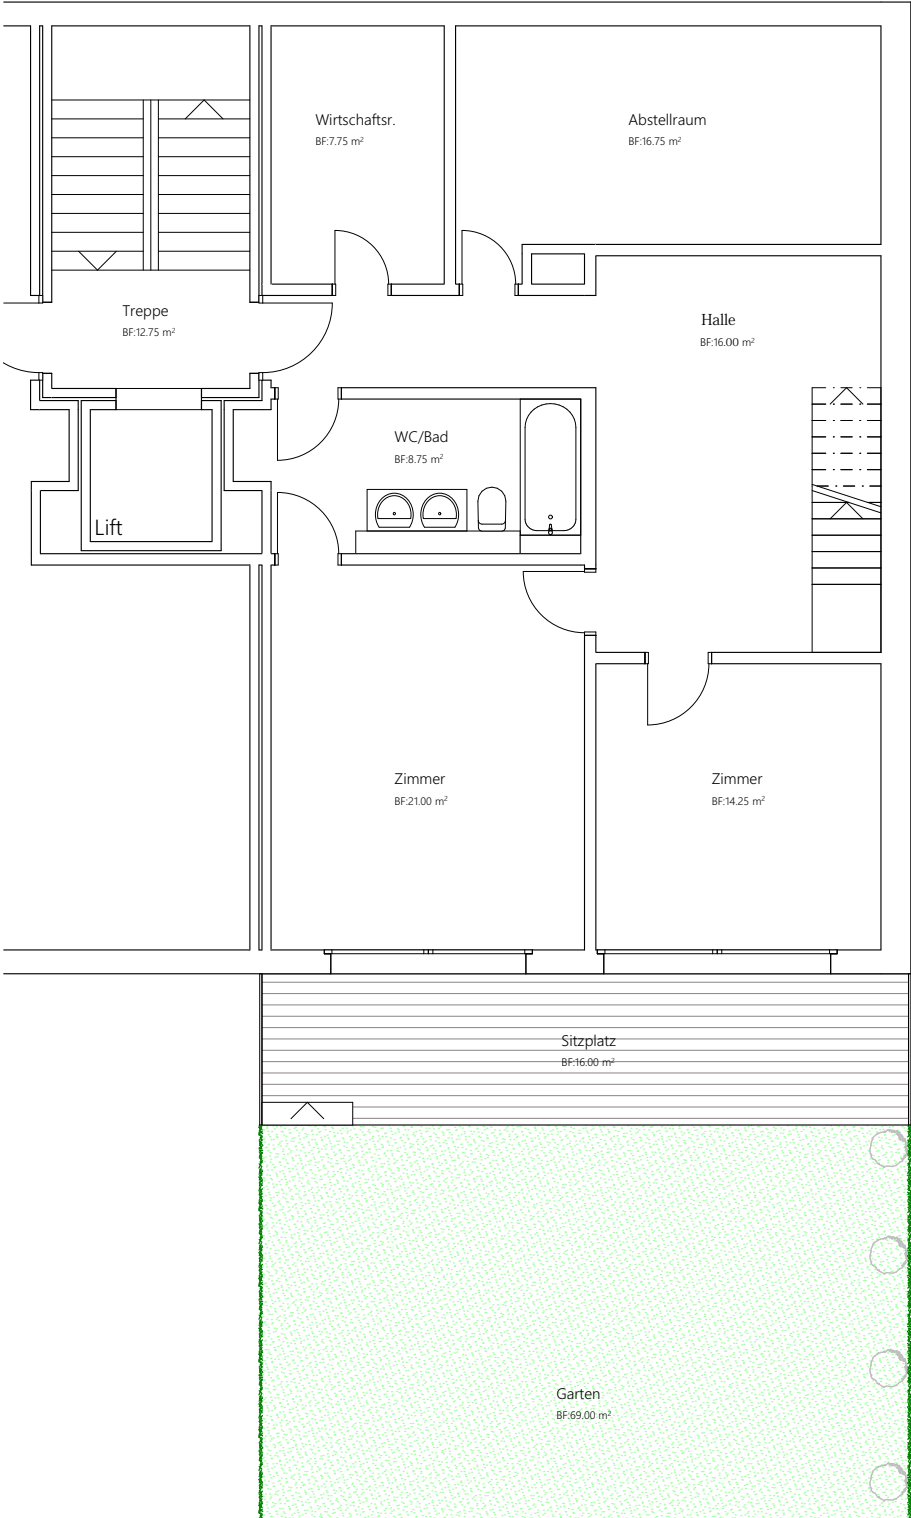 Wirtschaftsr.
BF:7.75 m²
Abstellraum
BF:16.75 m²
Treppe
BF:12.75 m²
Halle
BF:16.00 m²
WC/Bad
BF:8.75 m²
Lift
Zimmer
BF:21.00 m²
Zimmer
BF:14.25 m²
Sitzplatz
BF:16.00 m²
Garten
BF:69.00 m²